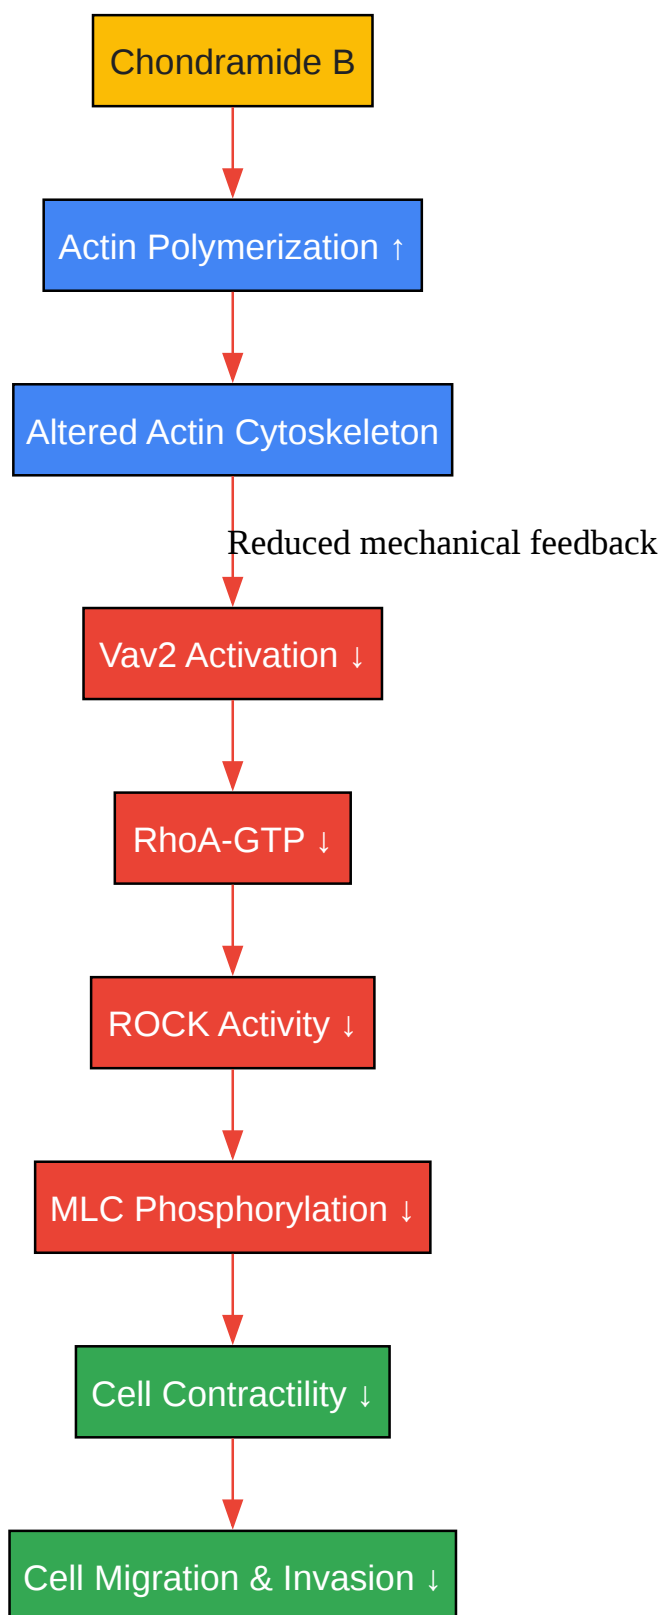 Chondramide B
Actin Polymerization ↑
Altered Actin Cytoskeleton
Reduced mechanical feedback
Vav2 Activation ↓
RhoA-GTP ↓
ROCK Activity ↓
MLC Phosphorylation ↓
Cell Contractility ↓
Cell Migration & Invasion ↓